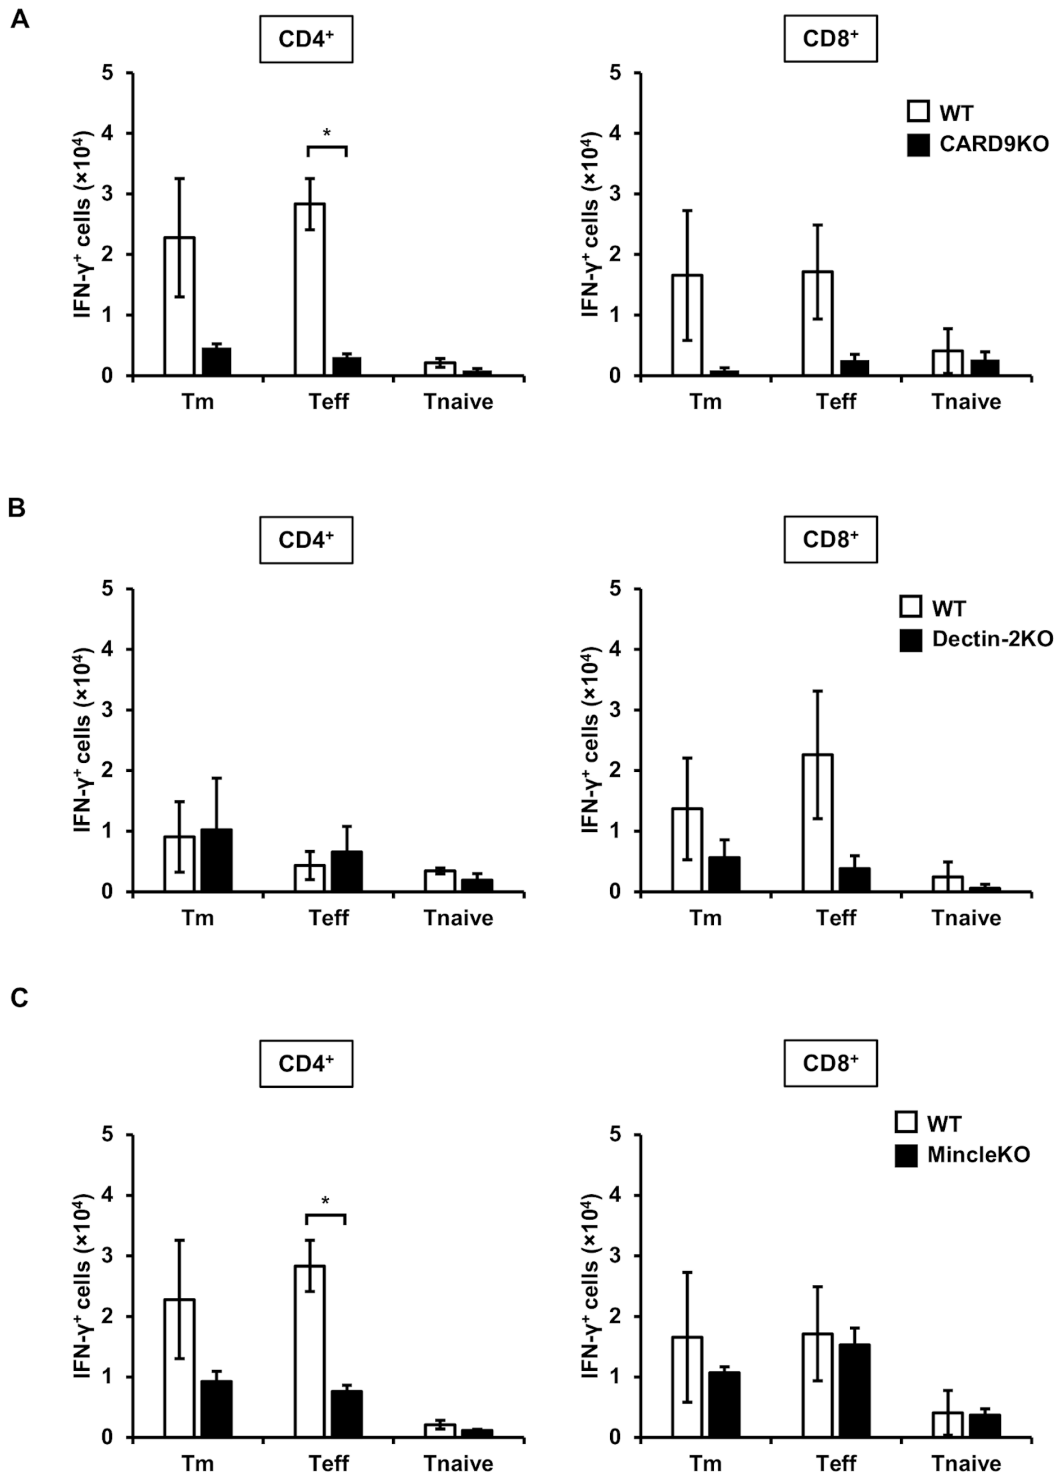 A
CD4⁺
CD8⁺
WT
CARD9KO
IFN-γ⁺ cells (×10⁴)
5
4
3
2
1
0
*
Tm
Teff
Tnaive
IFN-γ⁺ cells (×10⁴)
5
4
3
2
1
0
Tm
Teff
Tnaive
B
CD4⁺
CD8⁺
WT
Dectin-2KO
IFN-γ⁺ cells (×10⁴)
5
4
3
2
1
0
Tm
Teff
Tnaive
IFN-γ⁺ cells (×10⁴)
5
4
3
2
1
0
Tm
Teff
Tnaive
C
CD4⁺
CD8⁺
WT
MincleKO
IFN-γ⁺ cells (×10⁴)
5
4
3
2
1
0
*
Tm
Teff
Tnaive
IFN-γ⁺ cells (×10⁴)
5
4
3
2
1
0
Tm
Teff
Tnaive